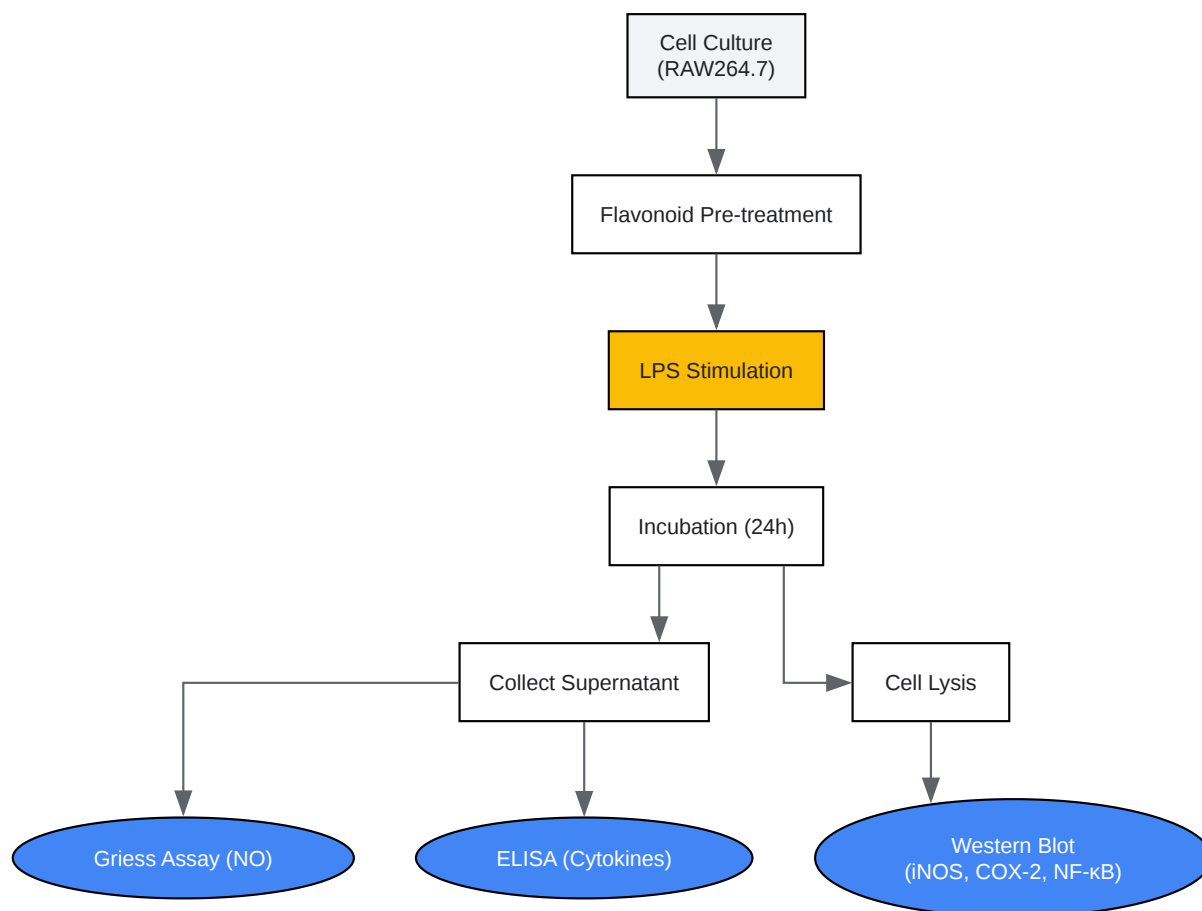 Cell Culture
(RAW264.7)
Flavonoid Pre-treatment
LPS Stimulation
Incubation (24h)
Collect Supernatant
Cell Lysis
Griess Assay (NO)
ELISA (Cytokines)
Western Blot
(iNOS, COX-2, NF-κB)